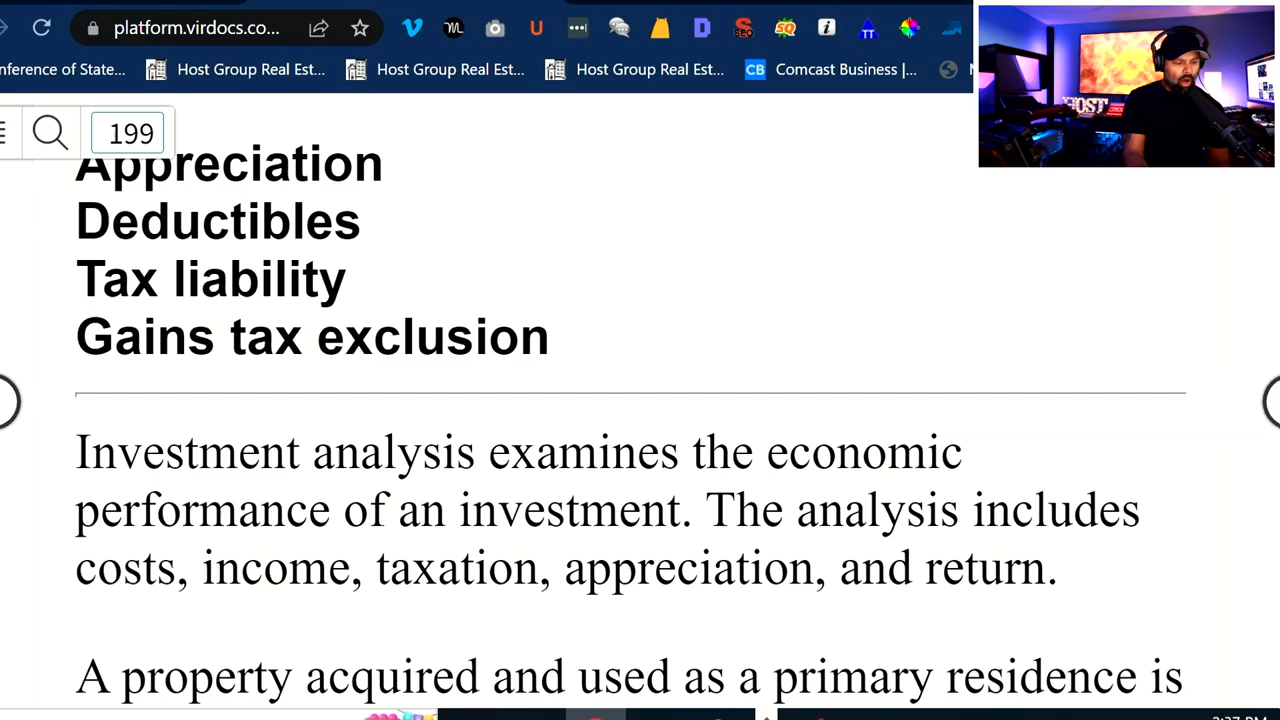 platform.virdocs.co...
nference of State...
Host Group Real Est...
Host Group Real Est...
Host Group Real Est...
CB Comcast Business |...
199
Appreciation
Deductibles
Tax liability
Gains tax exclusion
Investment analysis examines the economic
performance of an investment. The analysis includes
costs, income, taxation, appreciation, and return.
A property acquired and used as a primary residence is
HOST